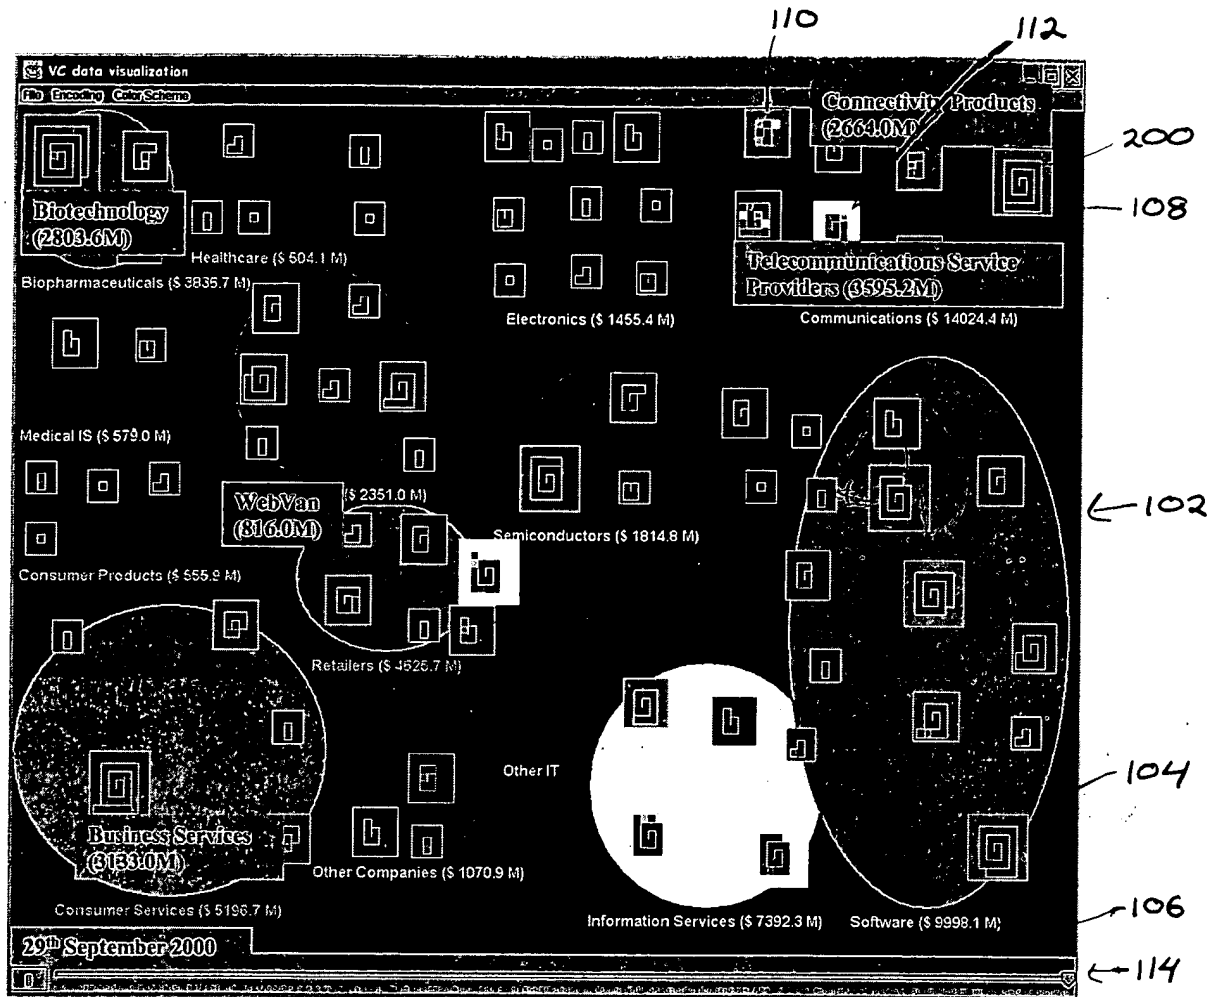 110
112
VC data visualization
File Encoding Color Scheme
Connectivity Products
(2664.0M)
200
108
Biotechnology
(2803.6M)
Healthcare ($ 504.1 M)
Biopharmaceuticals ($ 3835.7 M)
Telecommunications Service
Providers (3595.2M)
Electronics ($ 1455.4 M)
Communications ($ 14024.4 M)
Medical IS ($ 579.0 M)
($ 2351.0 M)
WebVan
(816.0M)
102
Semiconductors ($ 1814.8 M)
Consumer Products ($ 555.9 M)
Retailers ($ 4625.7 M)
Other IT
104
Business Services
(3133.0M)
Other Companies ($ 1070.9 M)
Consumer Services ($ 5196.7 M)
Information Services ($ 7392.3 M)
Software ($ 9998.1 M)
106
29th September 2000
114